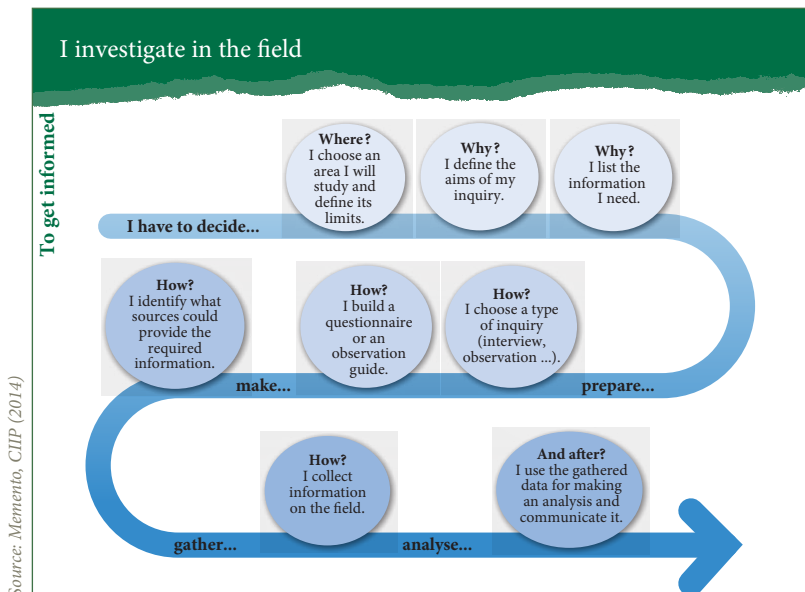 I investigate in the field
To get informed
Where?
I choose an
area I will
study and
define its
limits.
Why?
I define the
aims of my
inquiry.
Why?
I list the
information
I need.
I have to decide...
How?
I choose a type
of inquiry
(interview,
observation ...).
prepare...
How?
I build a
questionnaire
or an
observation
guide.
How?
I identify what
sources could
provide the
required
information.
make...
How?
I collect
information
on the field.
gather...
And after?
I use the gathered
data for making
an analysis and
communicate it.
analyse...
Source: Memento, CIIP (2014)